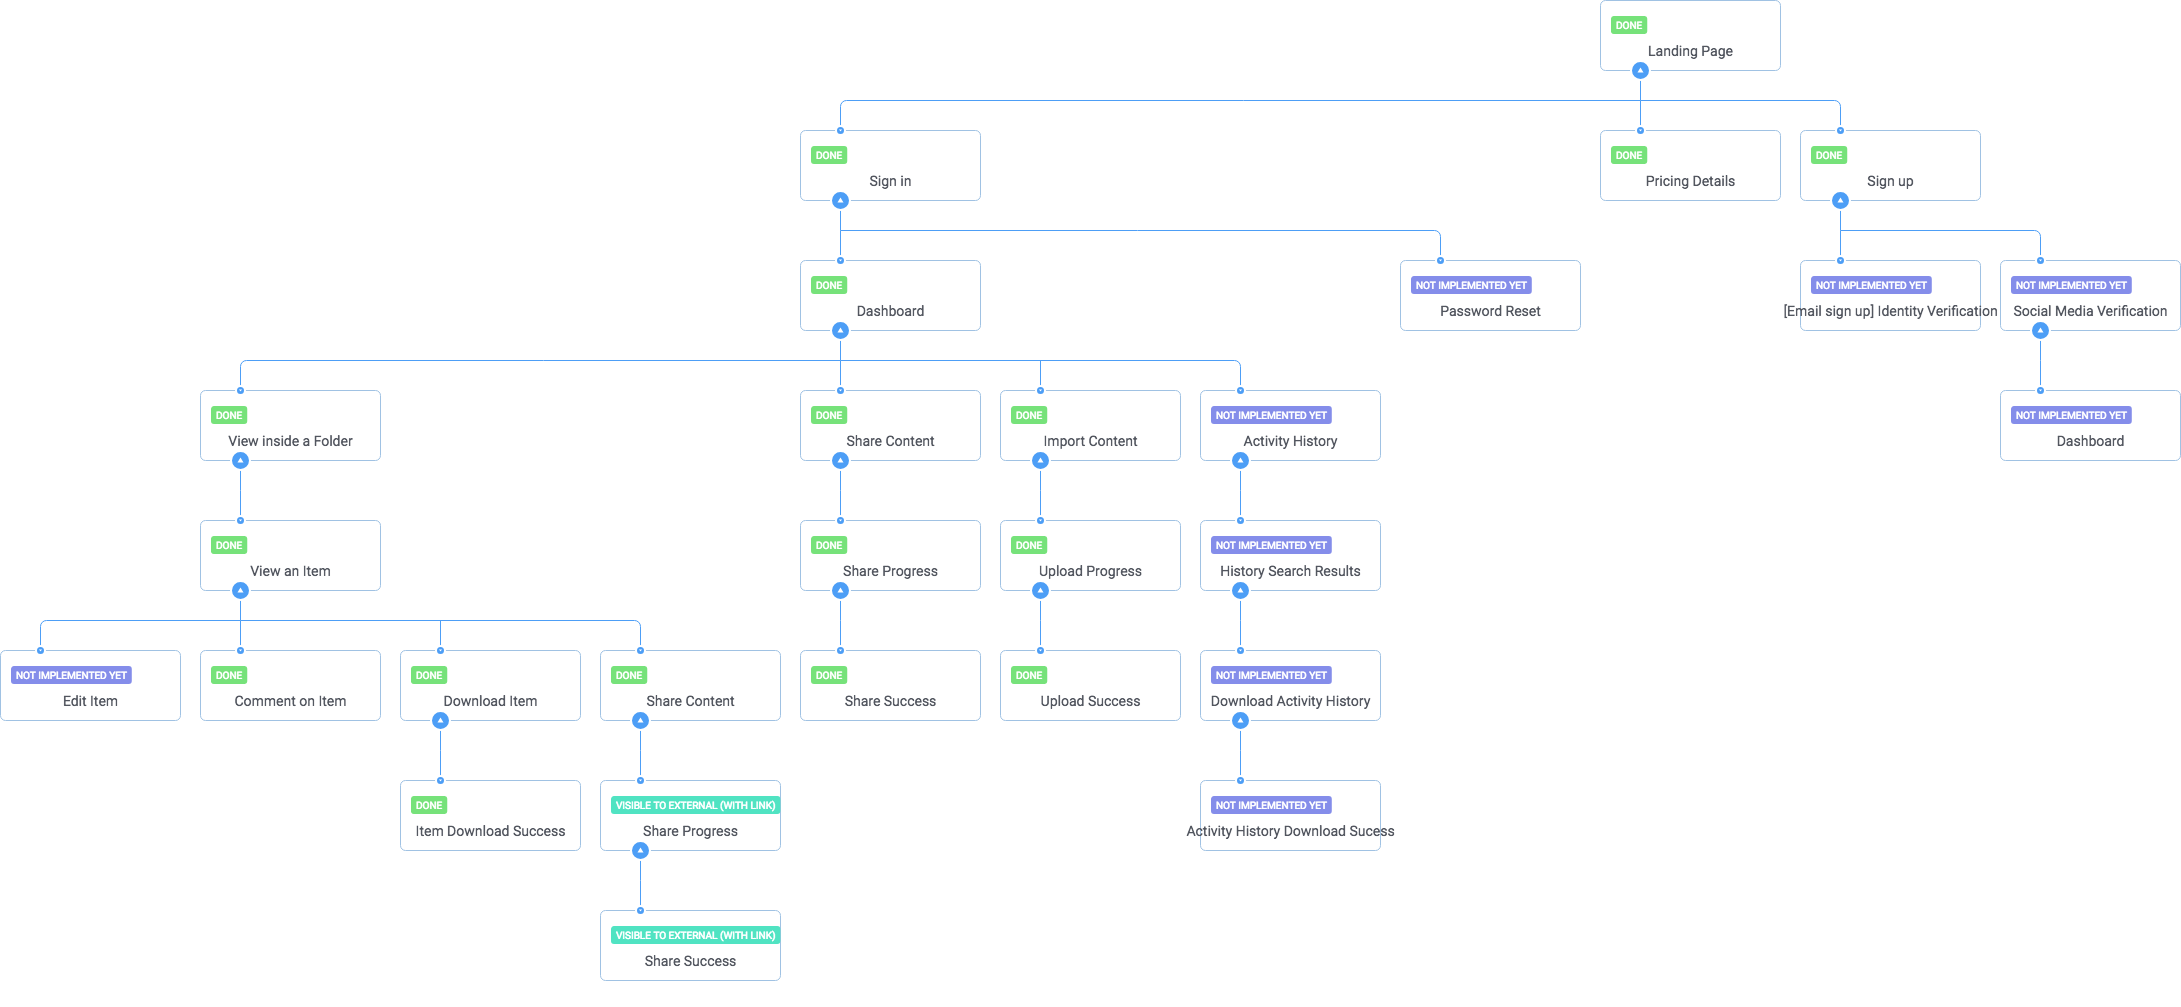 DONE
Landing Page
DONE
Sign in
DONE
Pricing Details
DONE
Sign up
DONE
Dashboard
NOT IMPLEMENTED YET
Password Reset
NOT IMPLEMENTED YET
[Email sign up] Identity Verification
NOT IMPLEMENTED YET
Social Media Verification
DONE
View inside a Folder
DONE
Share Content
DONE
Import Content
NOT IMPLEMENTED YET
Activity History
NOT IMPLEMENTED YET
Dashboard
DONE
View an Item
DONE
Share Progress
DONE
Upload Progress
NOT IMPLEMENTED YET
History Search Results
NOT IMPLEMENTED YET
Edit Item
DONE
Comment on Item
DONE
Download Item
DONE
Share Content
DONE
Share Success
DONE
Upload Success
NOT IMPLEMENTED YET
Download Activity History
DONE
Item Download Success
VISIBLE TO EXTERNAL (WITH LINK)
Share Progress
NOT IMPLEMENTED YET
Activity History Download Sucess
VISIBLE TO EXTERNAL (WITH LINK)
Share Success